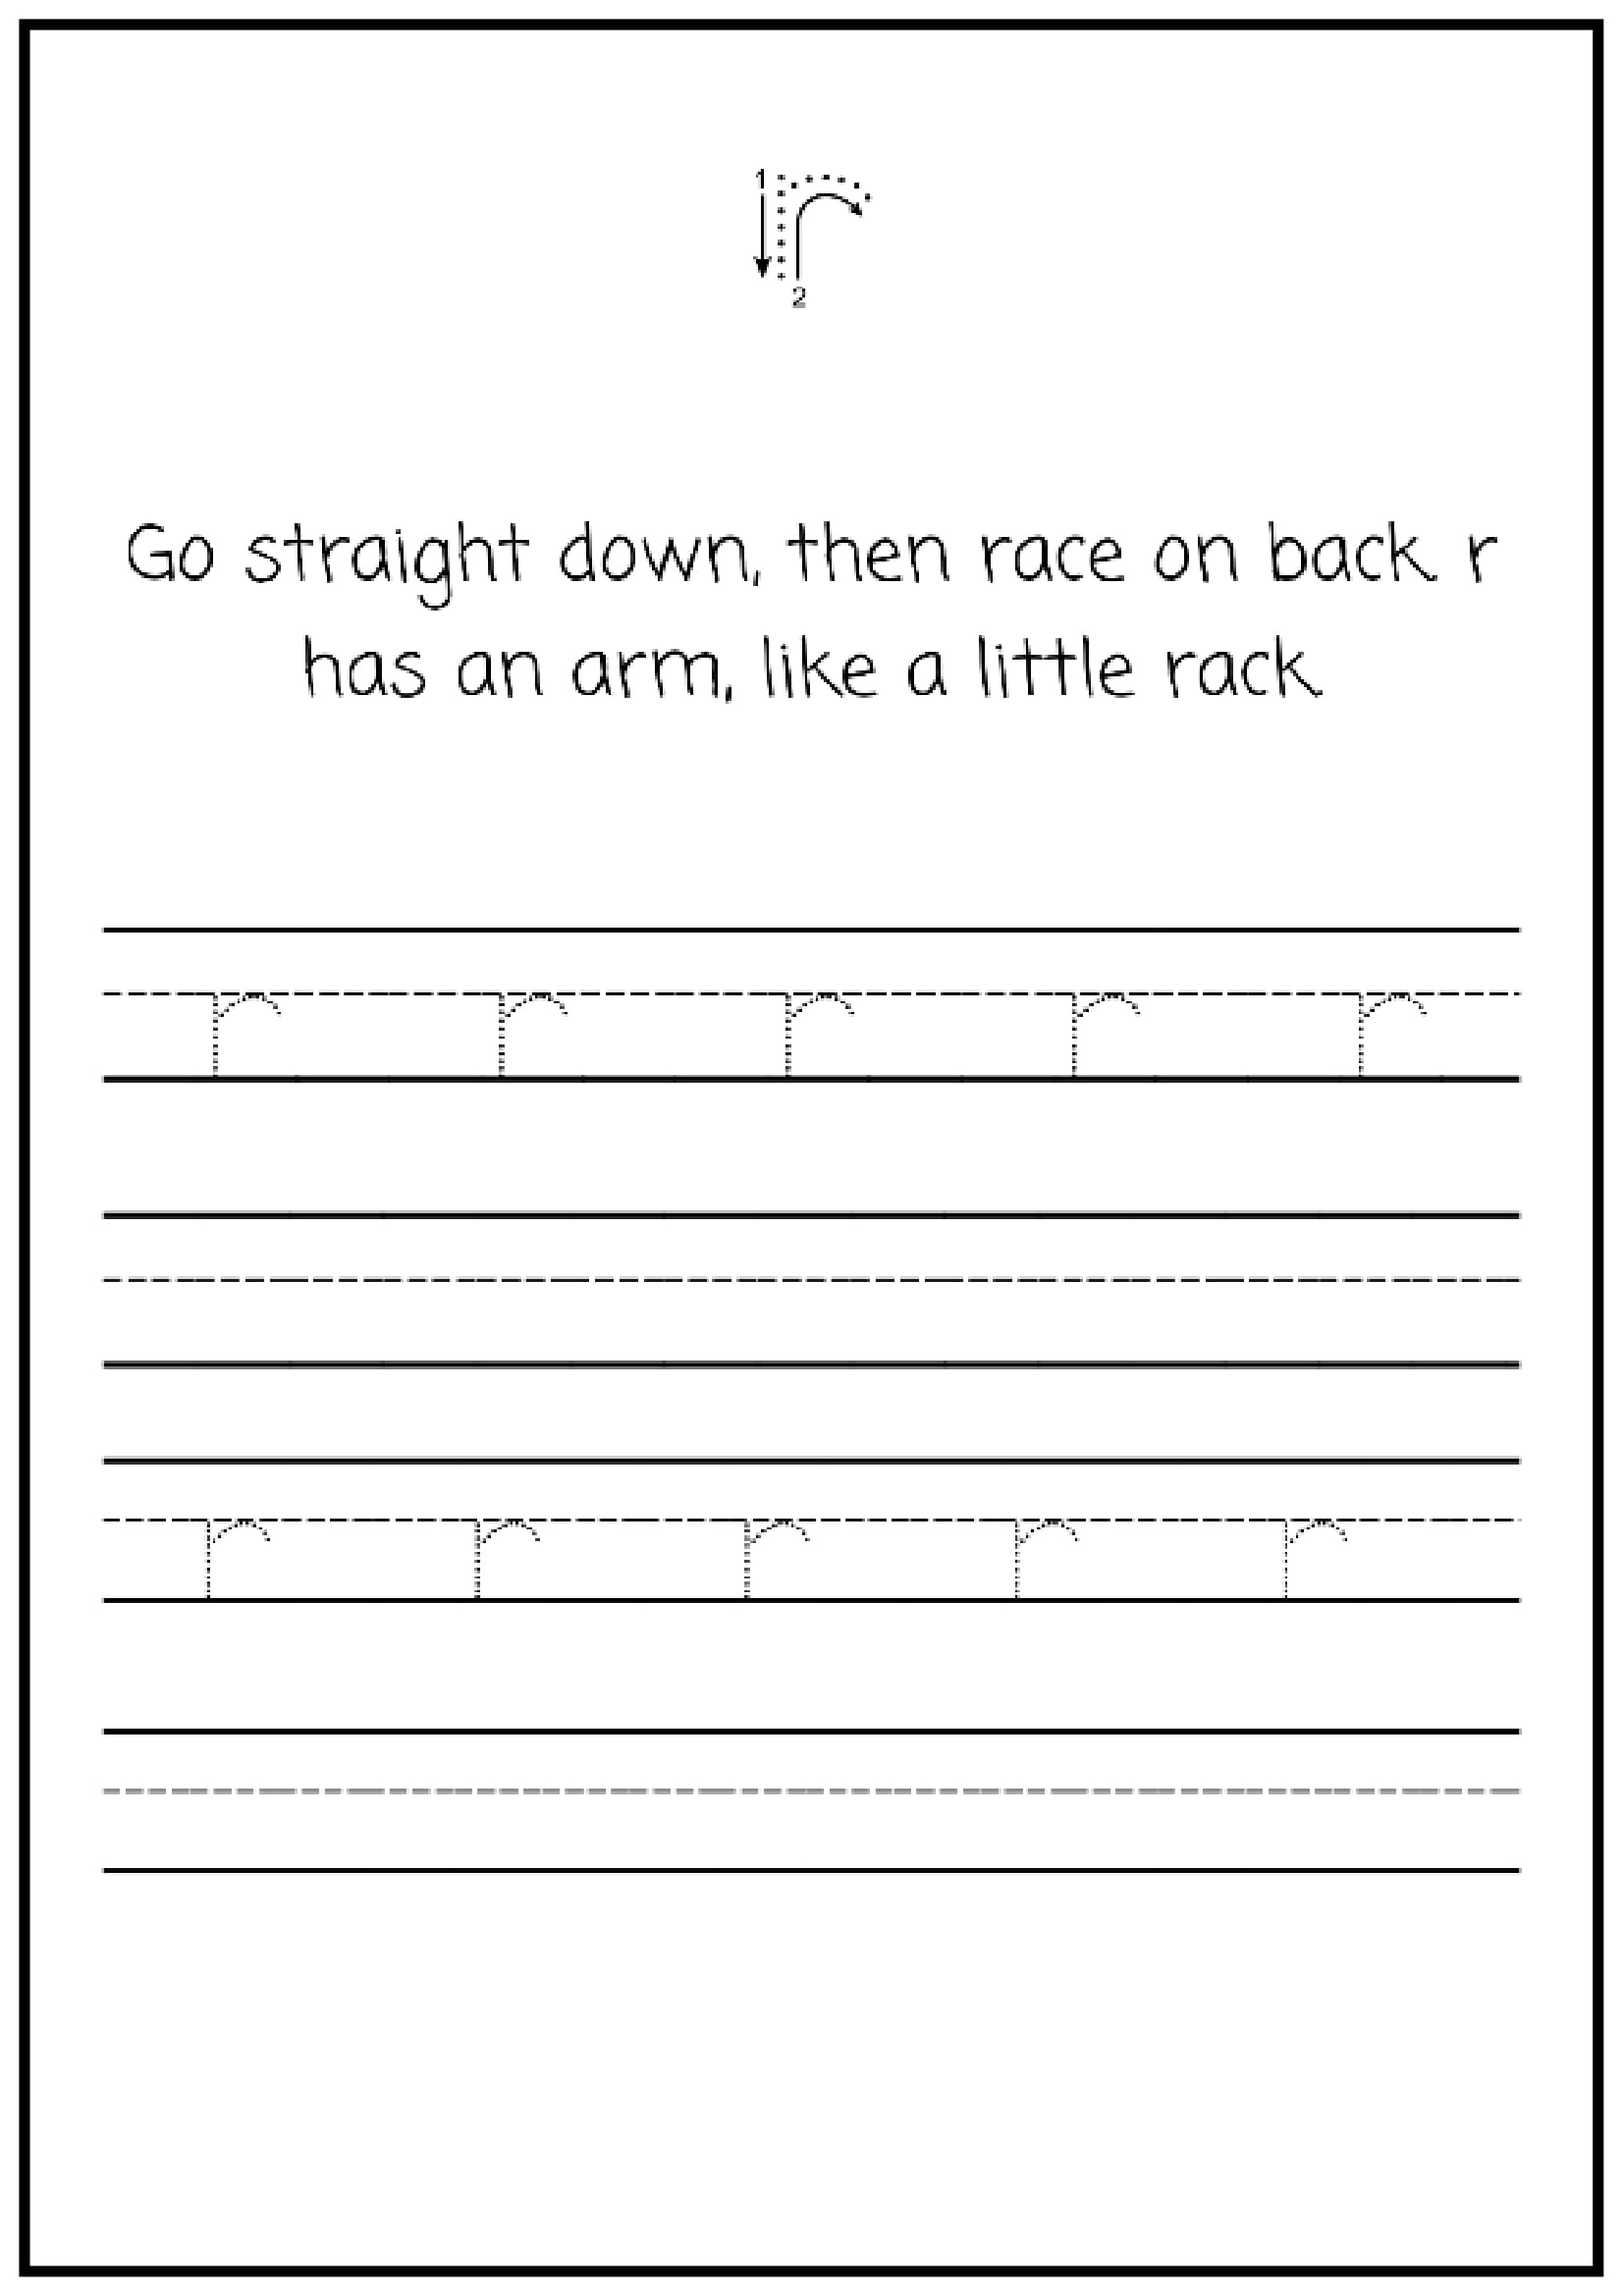 1
r
2
Go straight down, then race on back r
has an arm, like a little rack
r r r r r
r r r r r